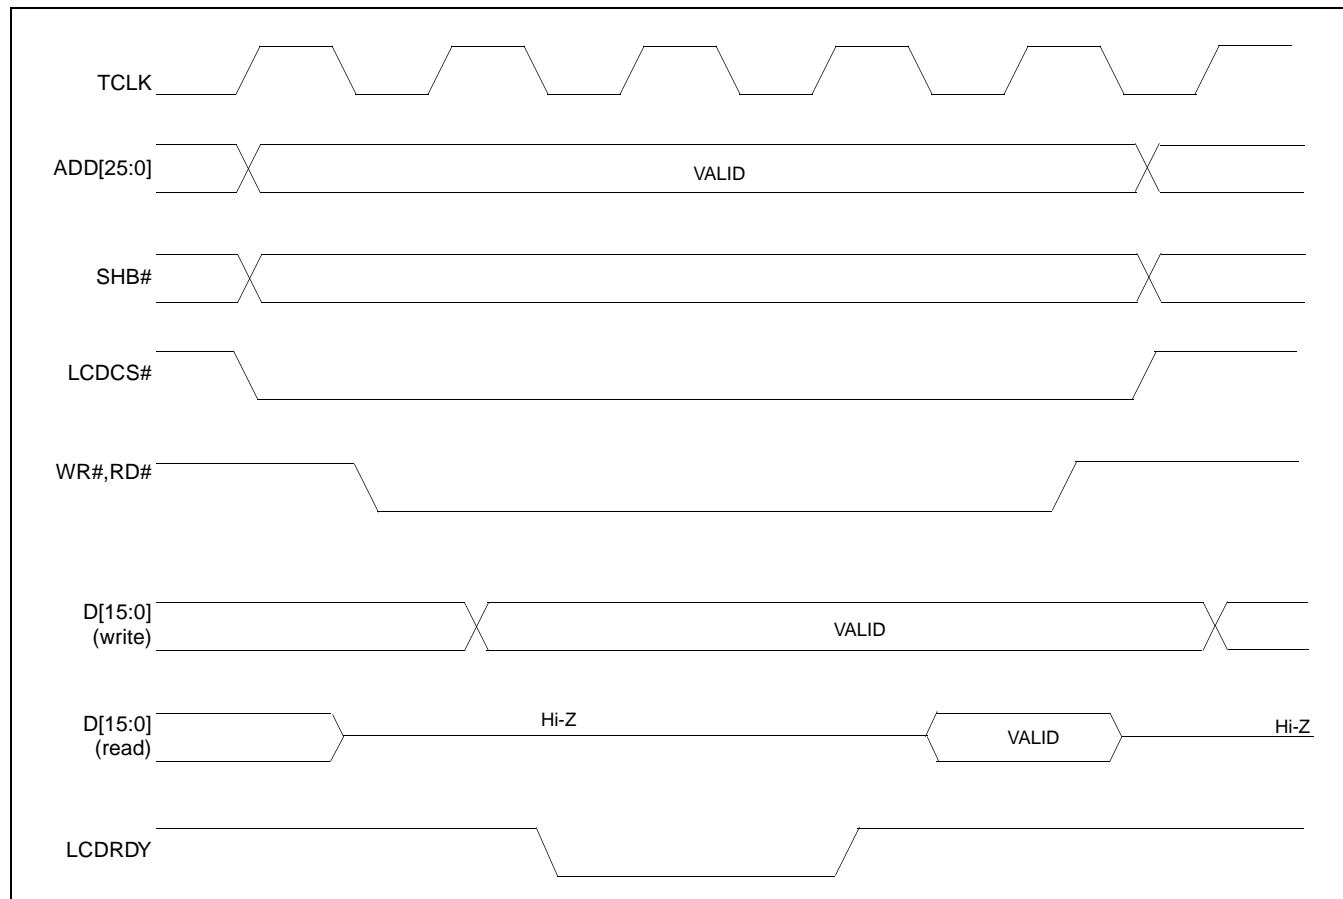 TCLK
ADD[25:0]
VALID
SHB#
LCDCS#
WR#,RD#
D[15:0]
(write)
VALID
D[15:0]
(read)
Hi-Z
VALID
Hi-Z
LCDRDY